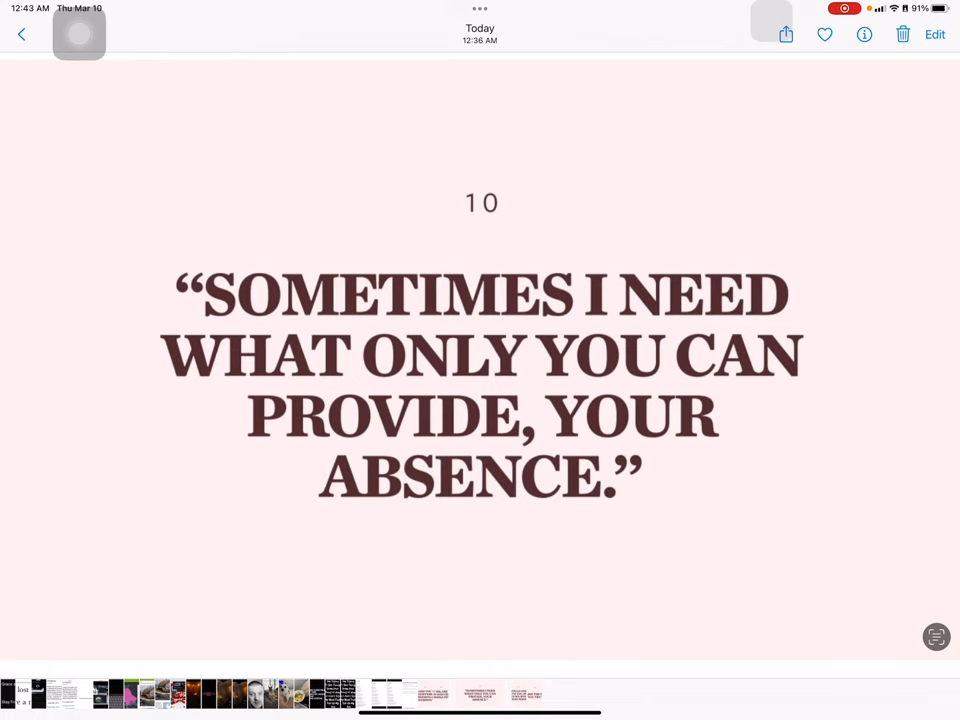 12:43 AM Thu Mar 10
91%
Today
12:36 AM
Edit
10
“SOMETIMES I NEED
WHAT ONLY YOU CAN
PROVIDE, YOUR
ABSENCE.”
lost